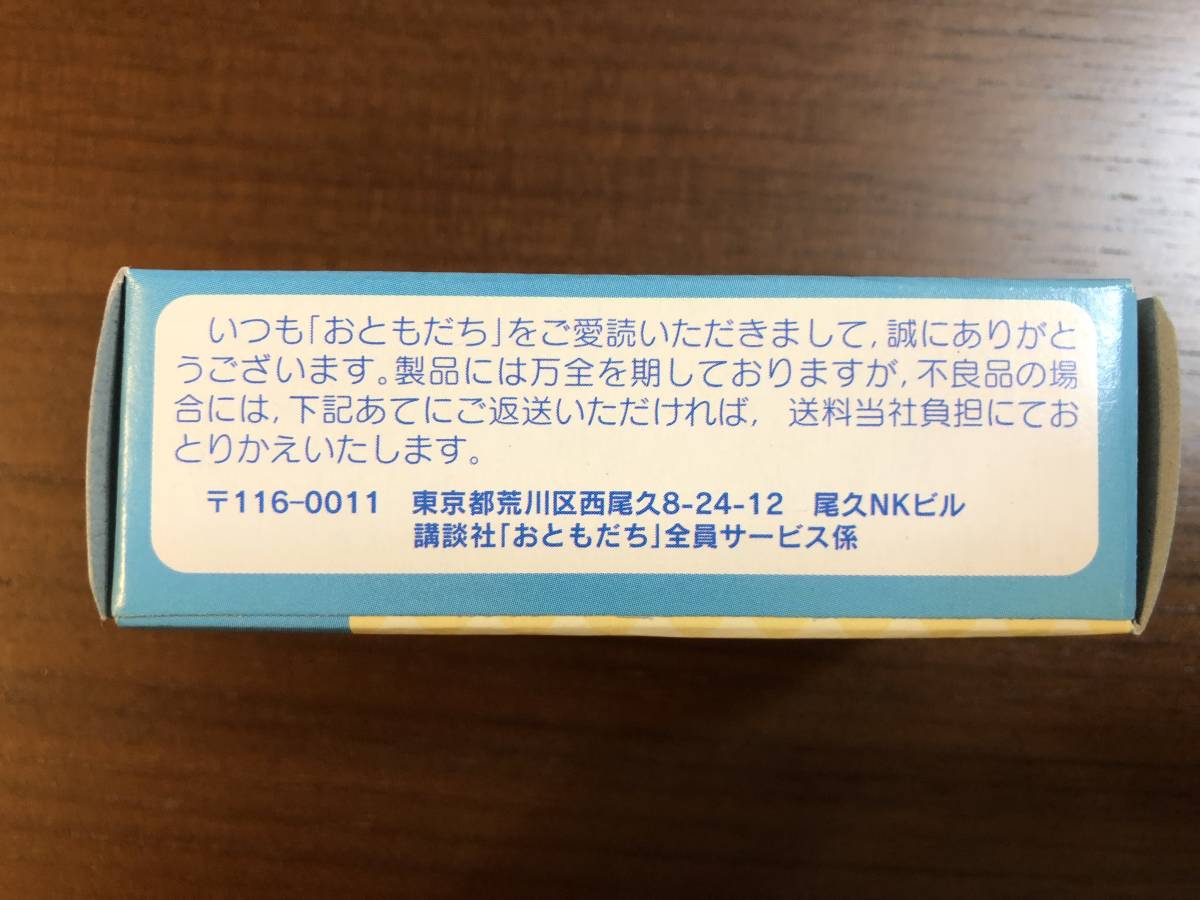 いつも「おともだち」をご愛読いただきまして,誠にありがと
うございます。製品には万全を期しておりますが,不良品の場
合には,下記あてにご返送いただければ, 送料当社負担にてお
とりかえいたします。
〒116-0011 東京都荒川区西尾久8-24-12 尾久NKビル
講談社「おともだち」全員サービス係